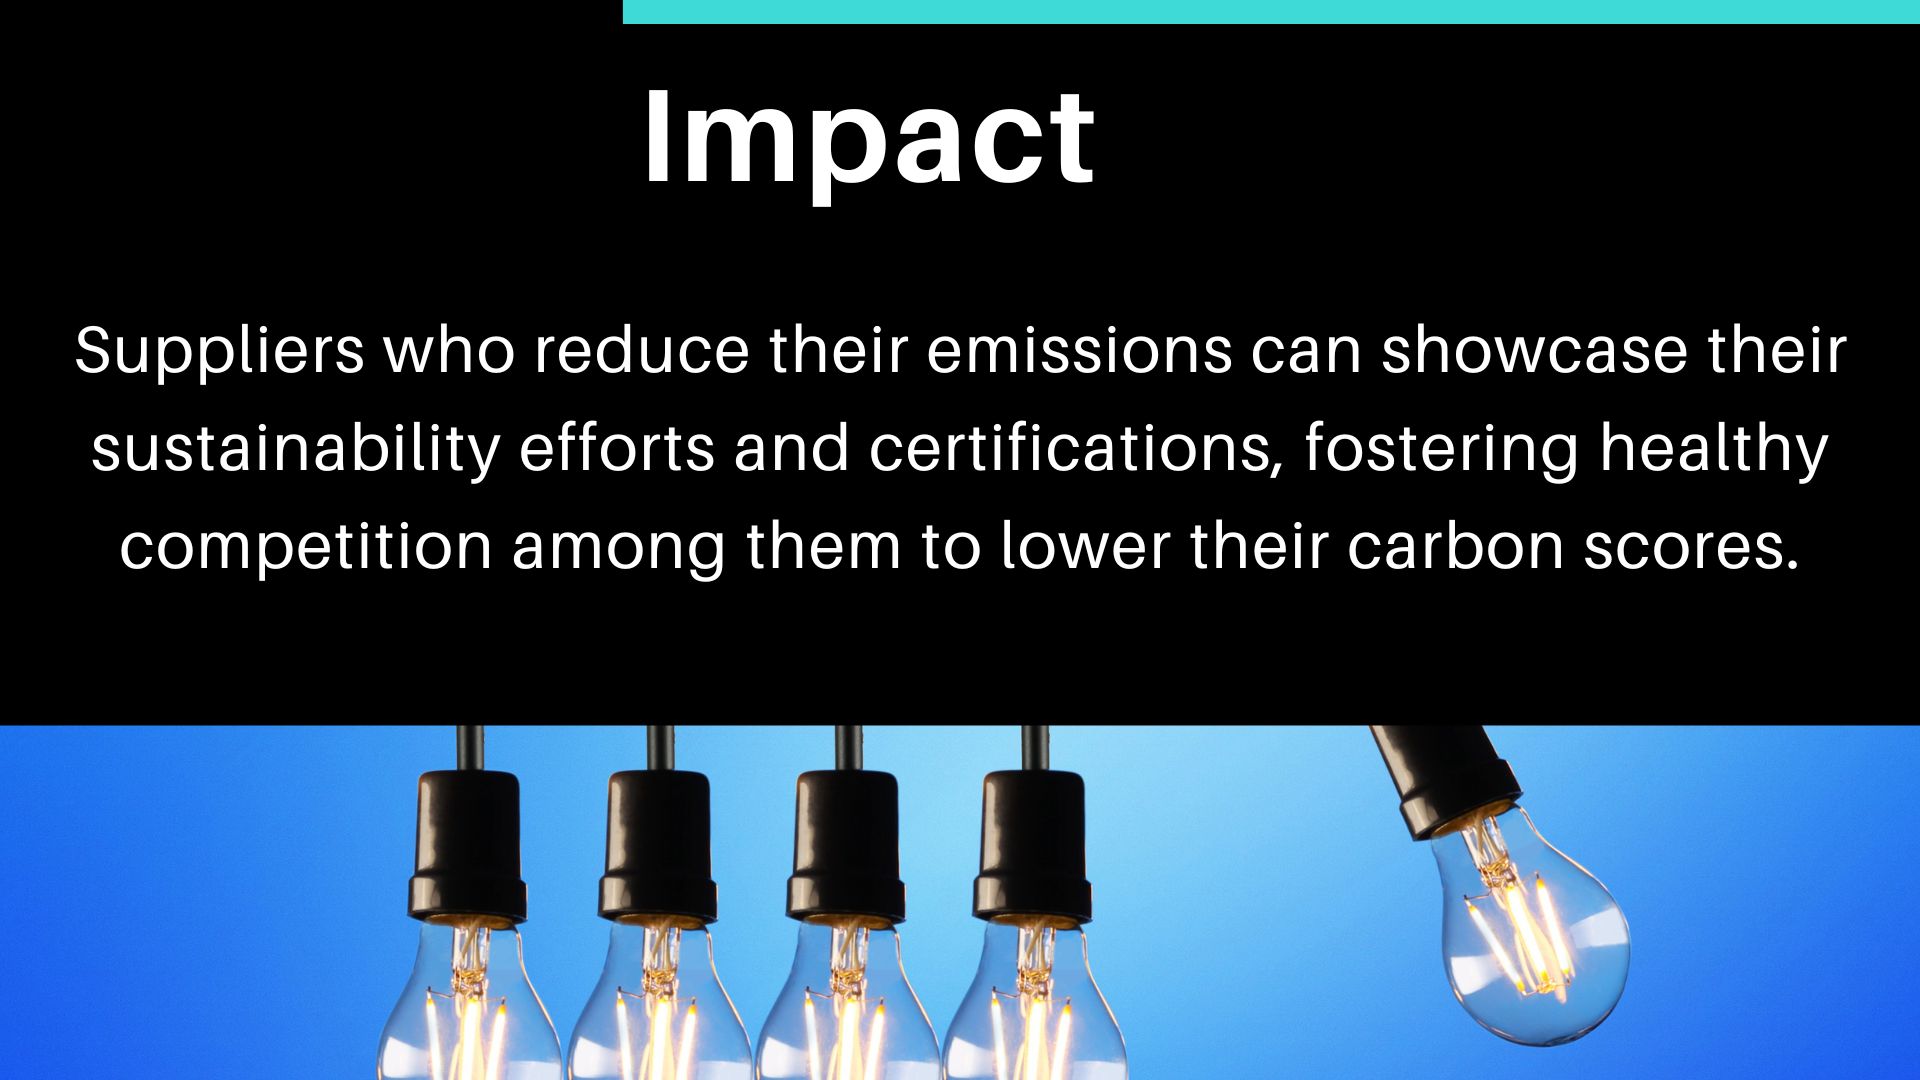 Impact
Suppliers who reduce their emissions can showcase their
sustainability efforts and certifications, fostering healthy
competition among them to lower their carbon scores.